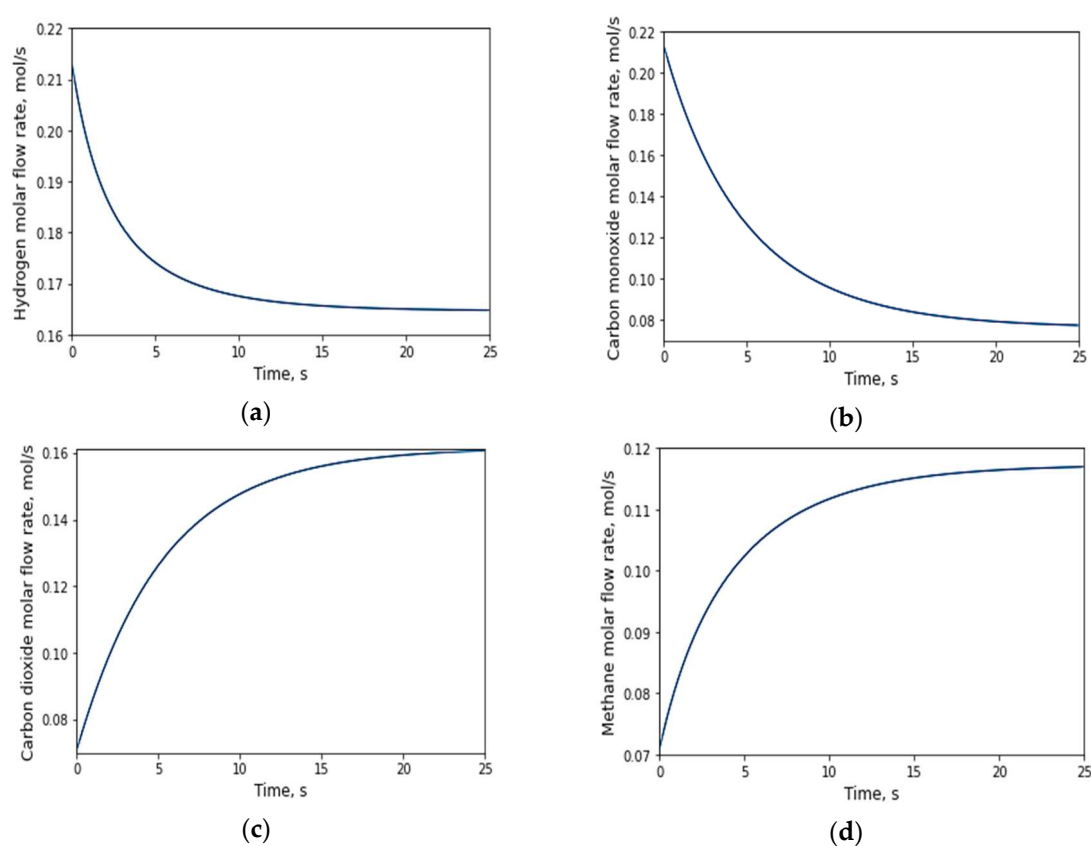 Hydrogen molar flow rate, mol/s
0.22
0.21
0.20
0.19
0.18
0.17
0.16
0 5 10 15 20 25
Time, s
(a)
Carbon monoxide molar flow rate, mol/s
0.22
0.20
0.18
0.16
0.14
0.12
0.10
0.08
0 5 10 15 20 25
Time, s
(b)
Carbon dioxide molar flow rate, mol/s
0.16
0.14
0.12
0.10
0.08
0 5 10 15 20 25
Time, s
(c)
Methane molar flow rate, mol/s
0.12
0.11
0.10
0.09
0.08
0.07
0 5 10 15 20 25
Time, s
(d)